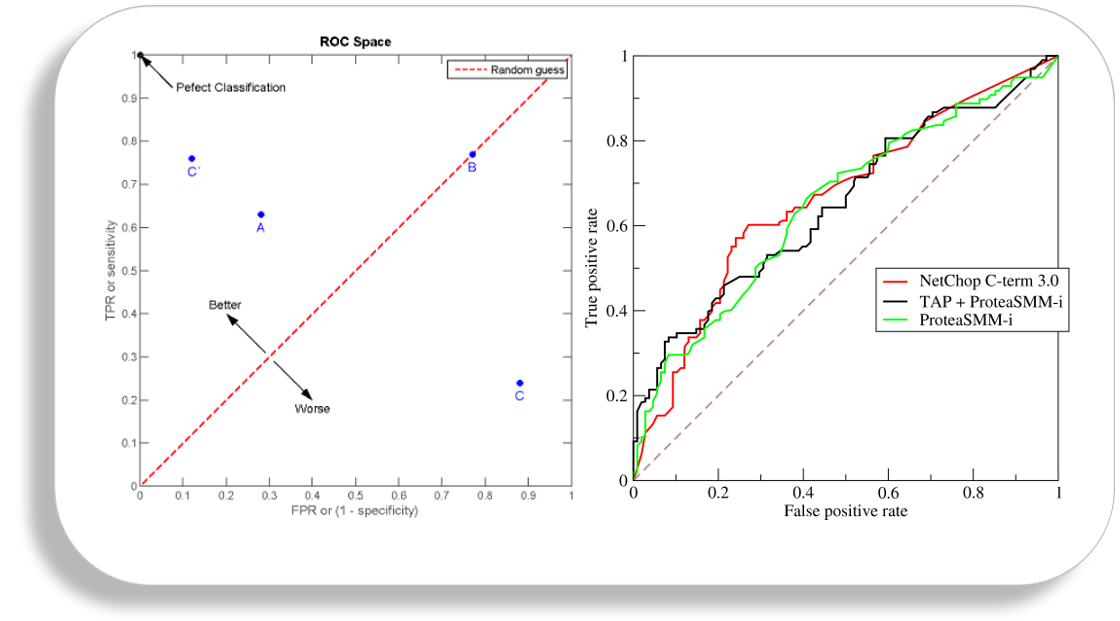 ROC Space
1
0.9
0.8
0.7
0.6
0.5
0.4
0.3
0.2
0.1
0
TPR or sensitivity
Random guess
Pefect Classification
C´
A
B
C
Better
Worse
0 0.1 0.2 0.3 0.4 0.5 0.6 0.7 0.8 0.9 1
FPR or (1 - specificity)
1
0.8
0.6
0.4
0.2
0
True positive rate
NetChop C-term 3.0
TAP + ProteaSMM-i
ProteaSMM-i
0 0.2 0.4 0.6 0.8 1
False positive rate